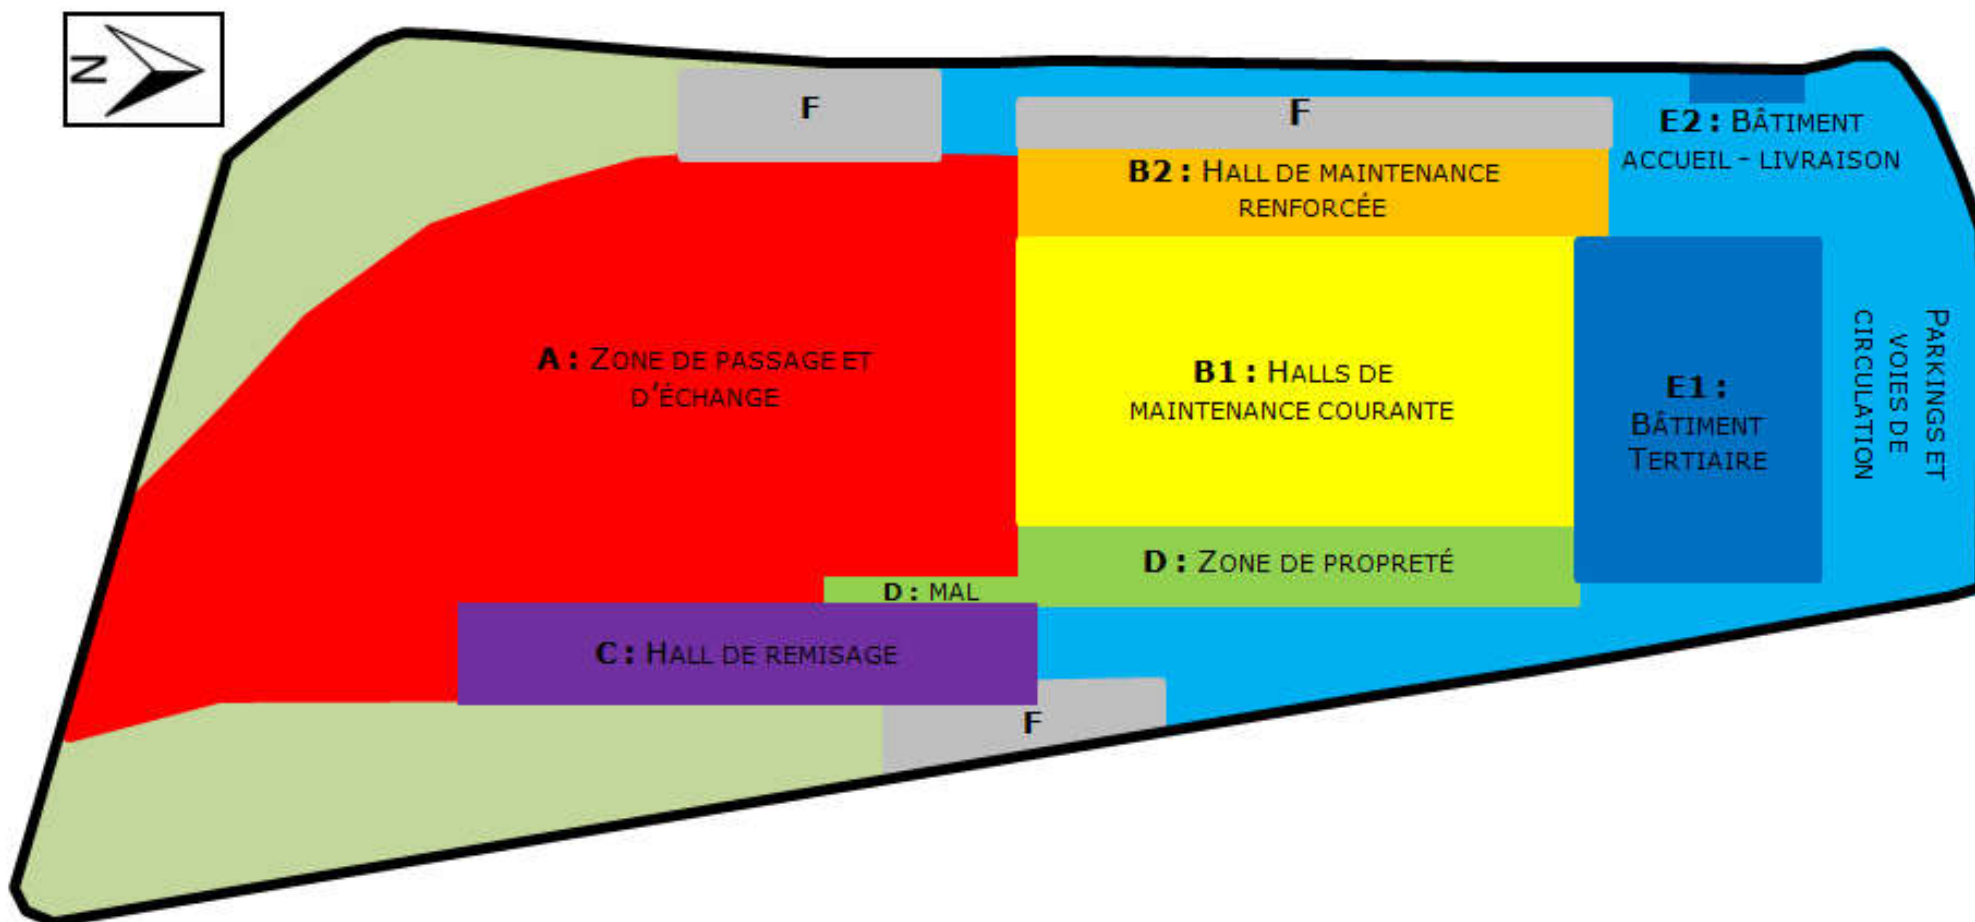 N
F
F
E2 : BÂTIMENT
ACCUEIL – LIVRAISON
B2 : HALL DE MAINTENANCE
RENFORCÉE
A : ZONE DE PASSAGE ET
D'ÉCHANGE
B1 : HALLS DE
MAINTENANCE COURANTE
E1 :
BÂTIMENT
TERTIAIRE
PARKINGS ET
VOIES DE
CIRCULATION
D : ZONE DE PROPRETÉ
D : MAL
C : HALL DE REMISAGE
F